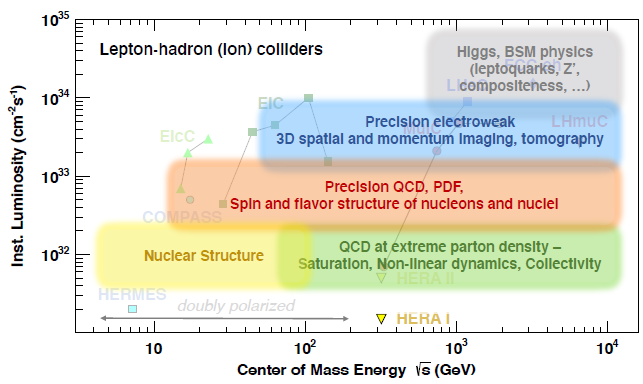 Lepton-hadron (ion) colliders
Inst. Luminosity (cm⁻²s⁻¹)
10³⁵
10³⁴
10³³
10³²
Higgs, BSM physics
(leptoquarks, Z',
compositeness, ...)
EIC
Precision electroweak
3D spatial and momentum imaging, tomography
LHmuC
MuIC
EIcC
Precision QCD, PDF,
Spin and flavor structure of nucleons and nuclei
COMPASS
Nuclear Structure
QCD at extreme parton density –
Saturation, Non-linear dynamics, Collectivity
HERA II
HERMES
doubly polarized
HERA I
10
10²
10³
10⁴
Center of Mass Energy √s (GeV)